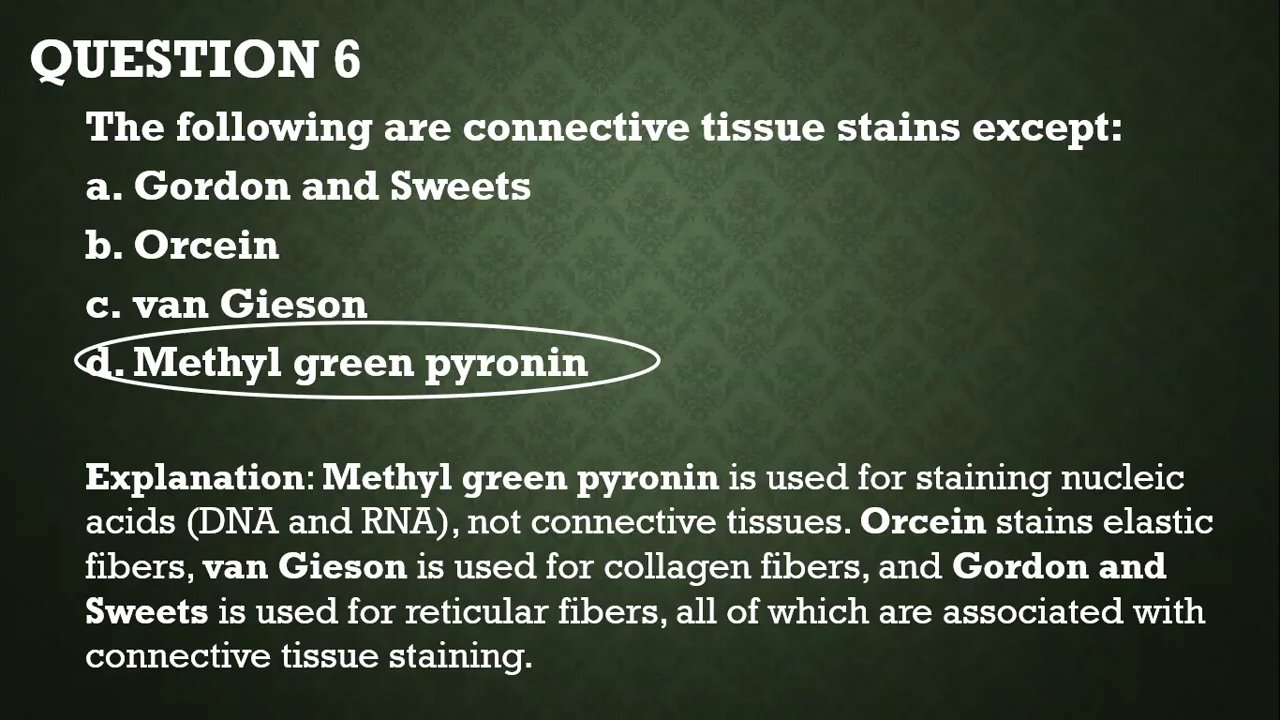 QUESTION 6
The following are connective tissue stains except:
a. Gordon and Sweets
b. Orcein
c. van Gieson
d. Methyl green pyronin
Explanation: Methyl green pyronin is used for staining nucleic
acids (DNA and RNA), not connective tissues. Orcein stains elastic
fibers, van Gieson is used for collagen fibers, and Gordon and
Sweets is used for reticular fibers, all of which are associated with
connective tissue staining.